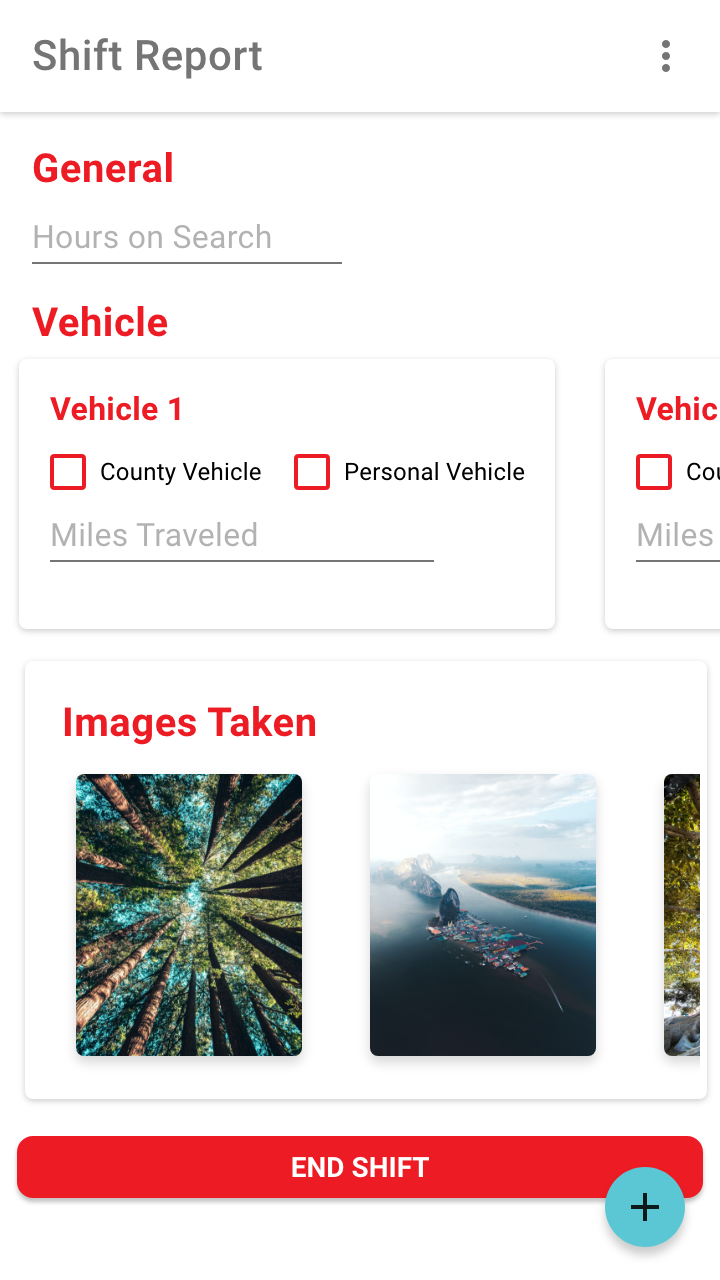 Shift Report
General
Hours on Search
Vehicle
Vehicle 1
Vehic
County Vehicle
Personal Vehicle
Cou
Miles Traveled
Miles
Images Taken
END SHIFT